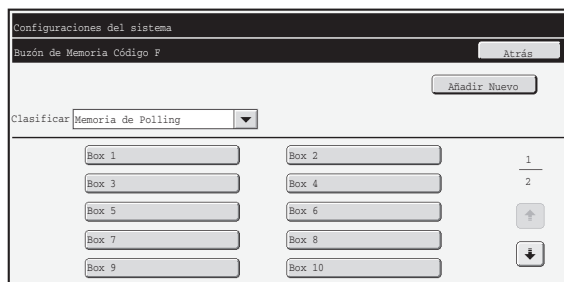 Configuraciones del sistema
Buzón de Memoria Código F
Atrás
Añadir Nuevo
Clasificar Memoria de Polling
Box 1 Box 2
1
Box 3 Box 4
2
Box 5 Box 6
Box 7 Box 8
Box 9 Box 10